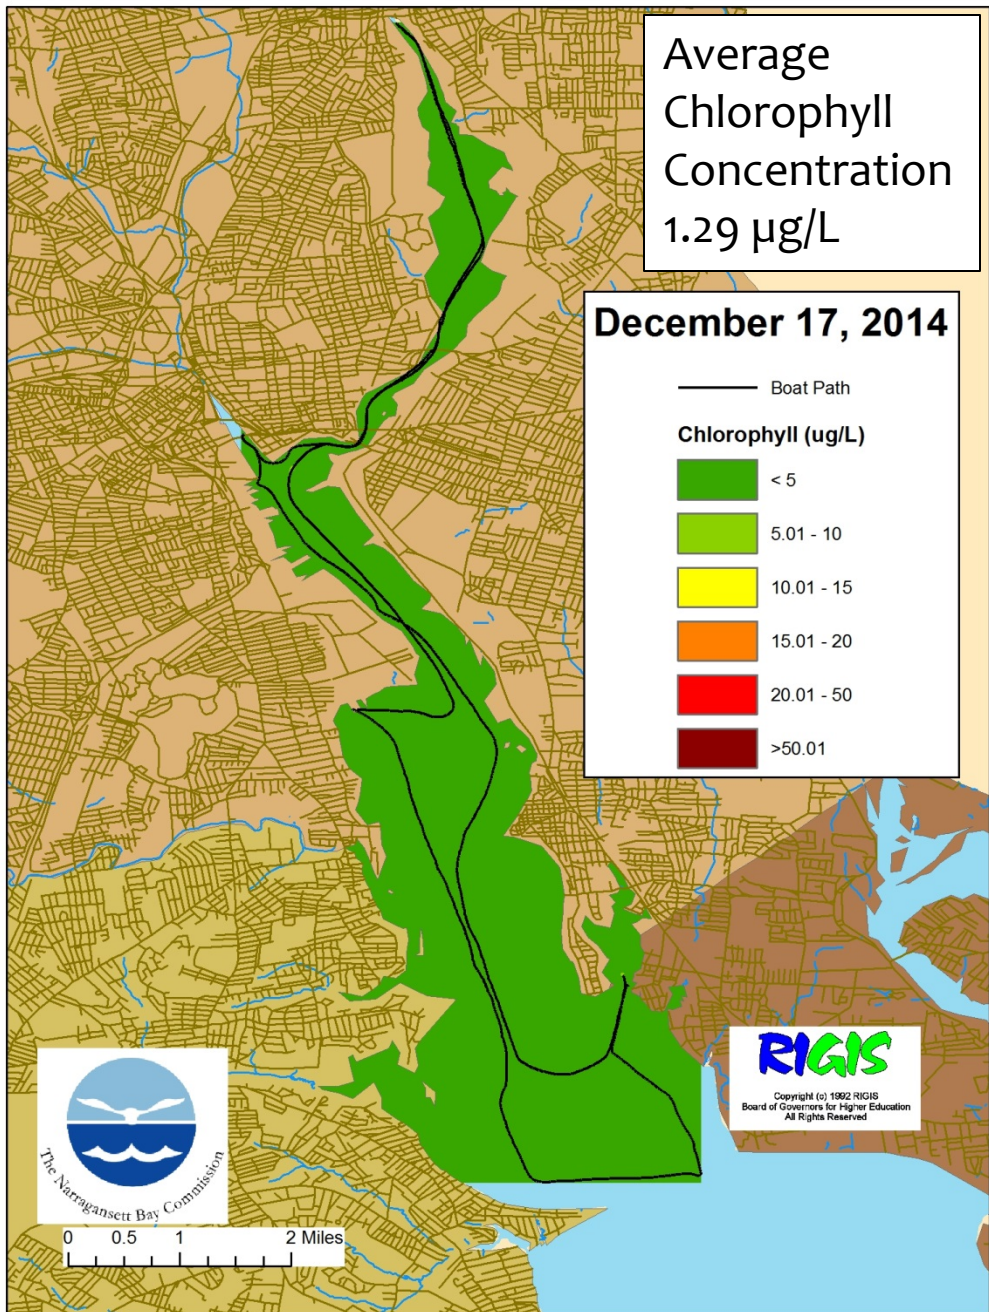 Average
Chlorophyll
Concentration
1.29 µg/L
December 17, 2014
Boat Path
Chlorophyll (ug/L)
< 5
5.01 - 10
10.01 - 15
15.01 - 20
20.01 - 50
>50.01
RIGIS
Copyright (c) 1992 RIGIS
Board of Governors for Higher Education
All Rights Reserved
The Narragansett Bay Commission
0 0.5 1 2 Miles